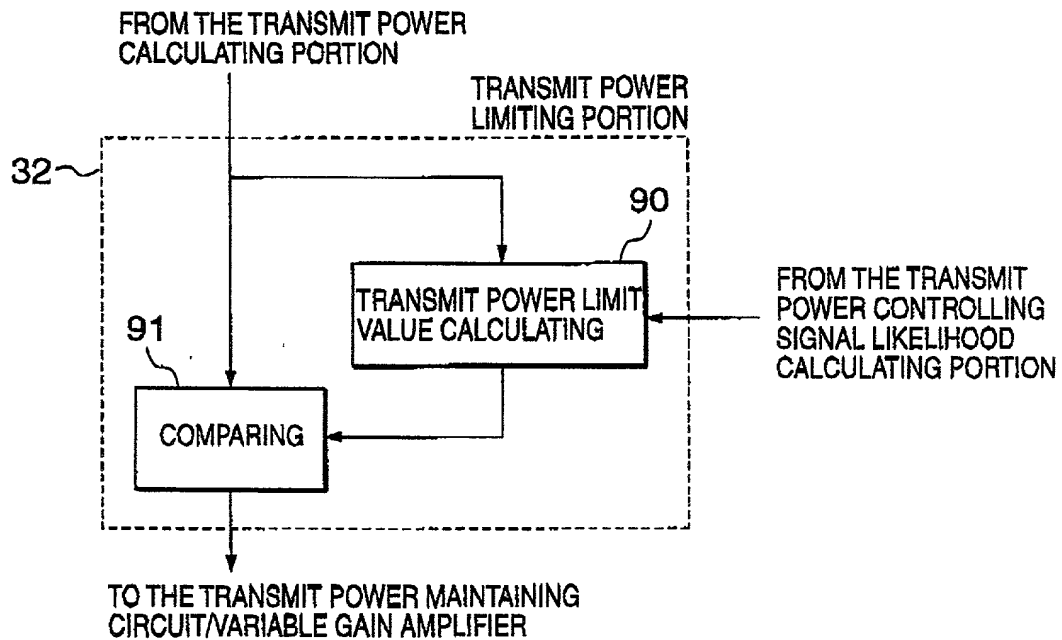 FROM THE TRANSMIT POWER
CALCULATING PORTION
TRANSMIT POWER
LIMITING PORTION
32
90
TRANSMIT POWER LIMIT
VALUE CALCULATING
FROM THE TRANSMIT
POWER CONTROLLING
SIGNAL LIKELIHOOD
CALCULATING PORTION
91
COMPARING
TO THE TRANSMIT POWER MAINTAINING
CIRCUIT/VARIABLE GAIN AMPLIFIER